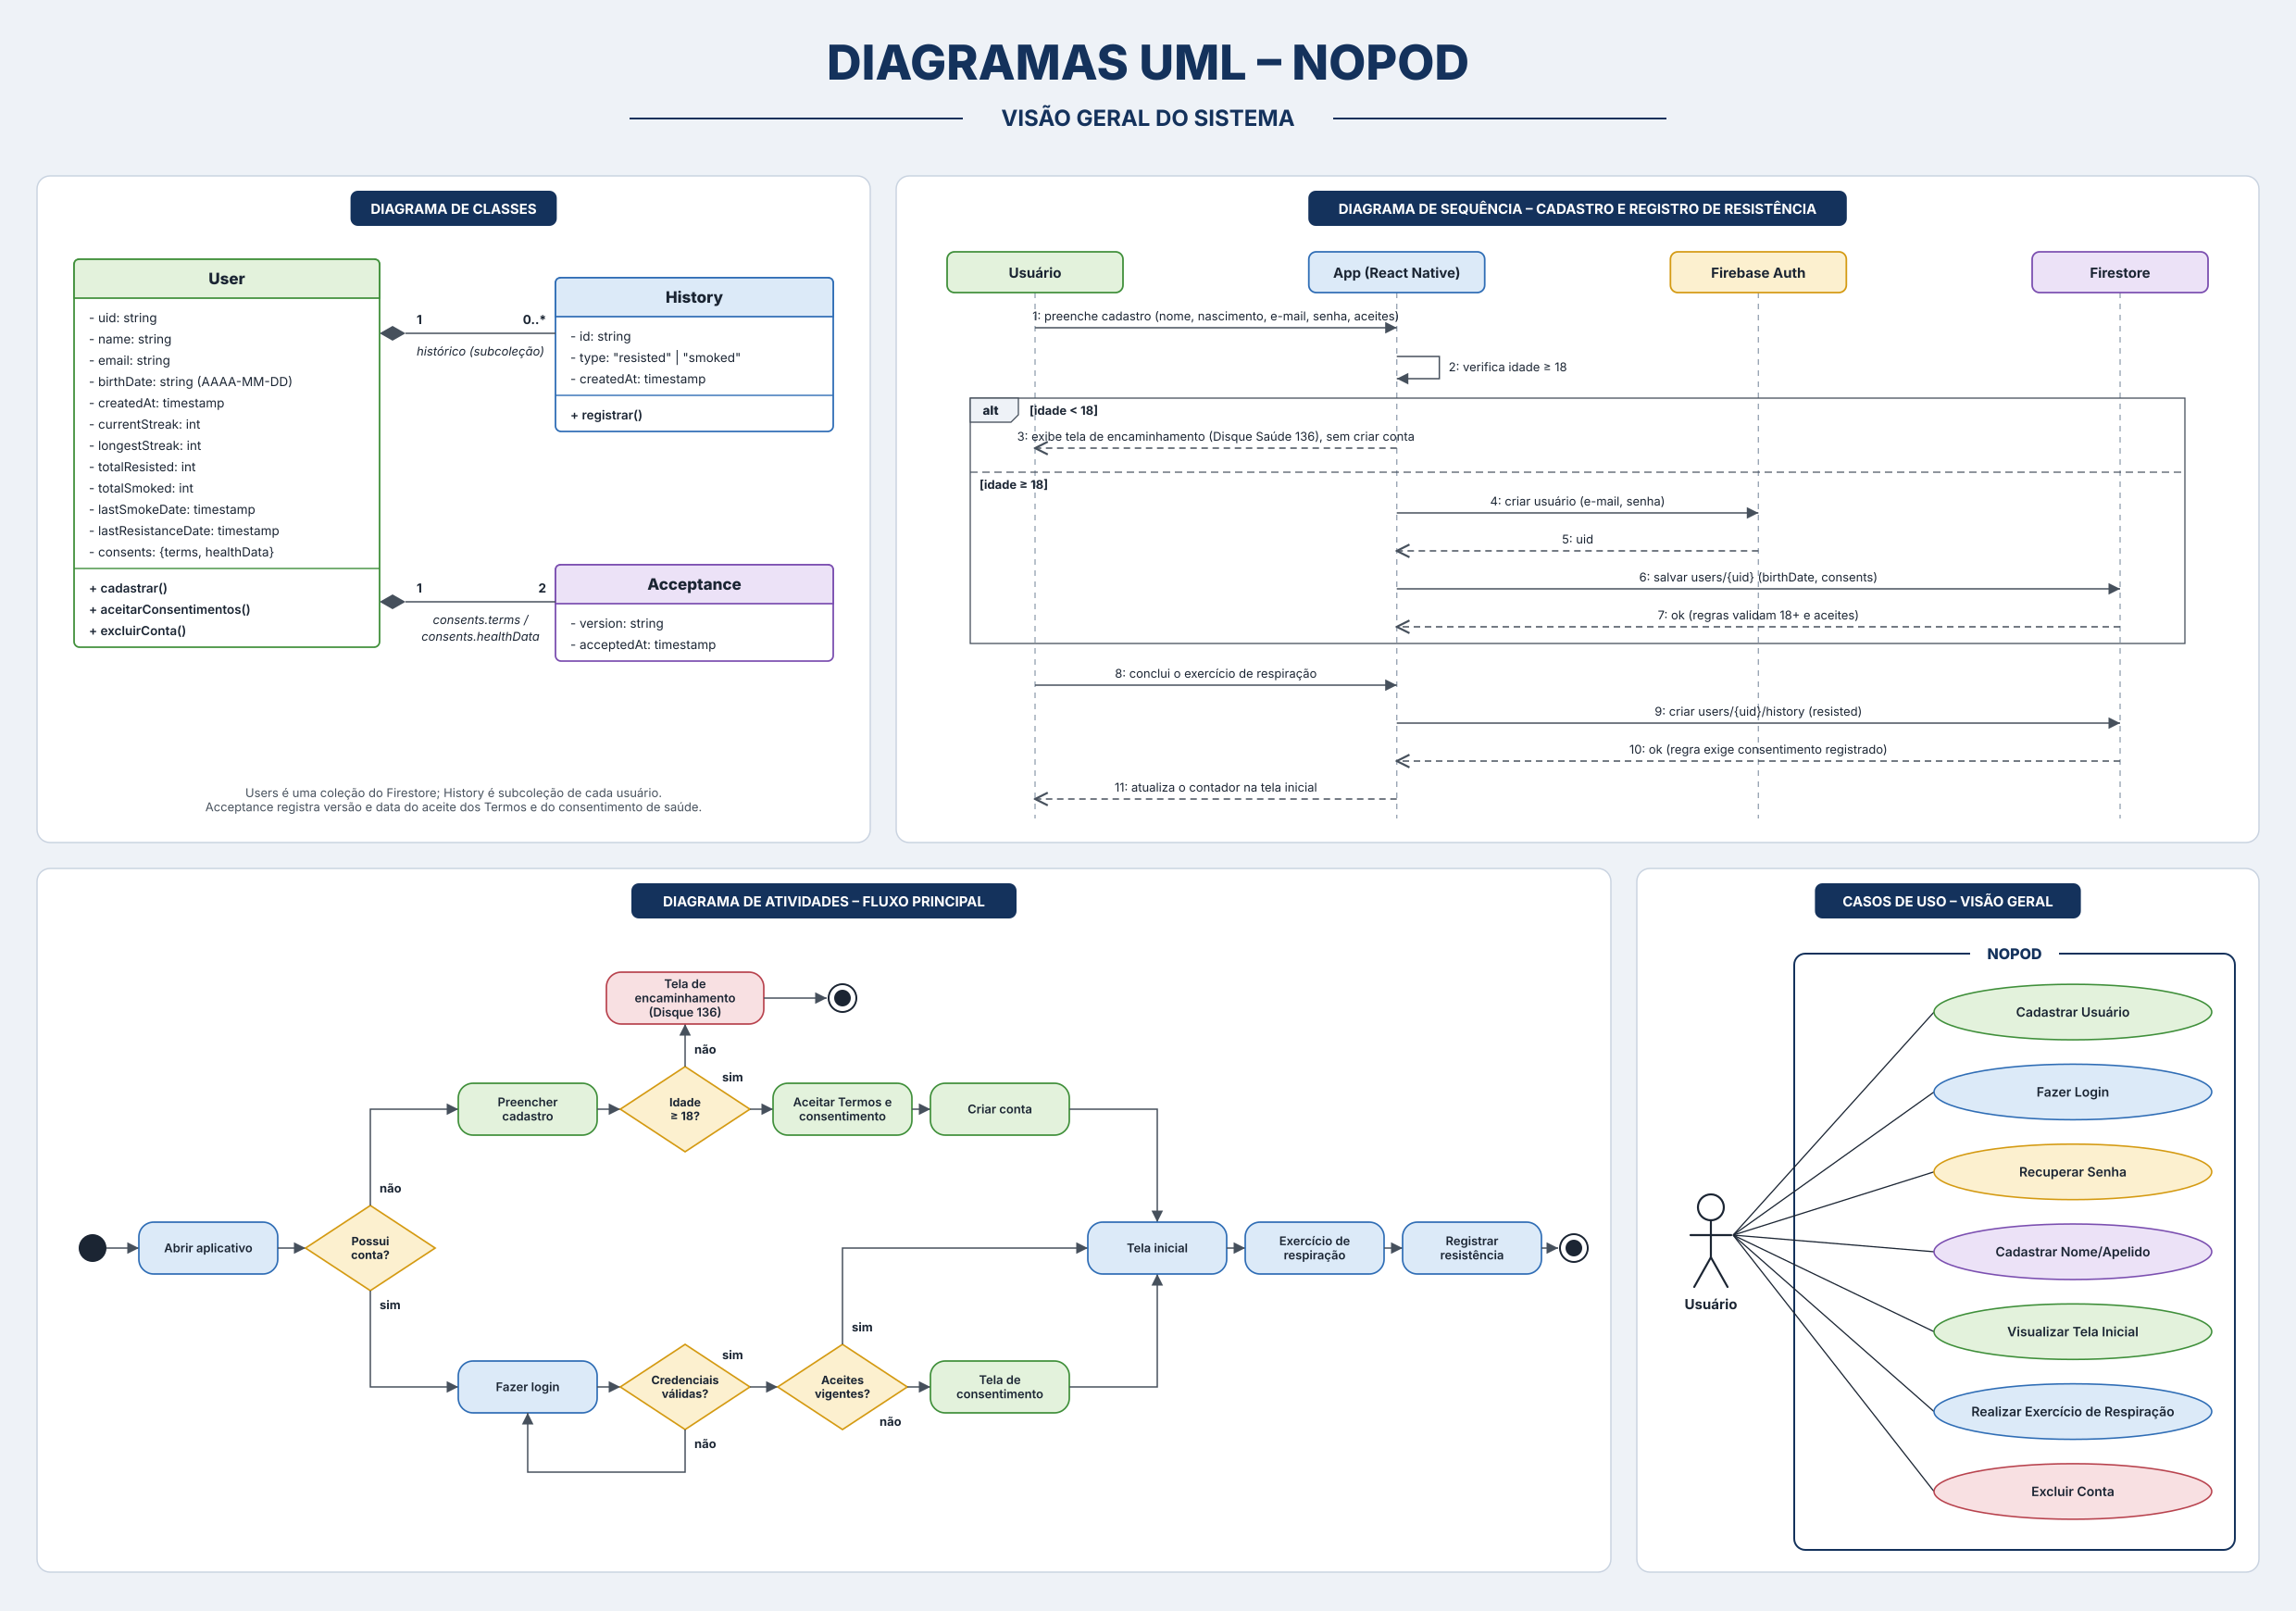 DIAGRAMAS UML – NOPOD
VISÃO GERAL DO SISTEMA
DIAGRAMA DE CLASSES
User
- uid: string
- name: string
- email: string
- birthDate: string (AAAA-MM-DD)
- createdAt: timestamp
- currentStreak: int
- longestStreak: int
- totalResisted: int
- totalSmoked: int
- lastSmokeDate: timestamp
- lastResistanceDate: timestamp
- consents: {terms, healthData}
+ cadastrar()
+ aceitarConsentimentos()
+ excluirConta()
1
0..*
histórico (subcoleção)
History
- id: string
- type: "resisted" | "smoked"
- createdAt: timestamp
+ registrar()
1
2
consents.terms /
consents.healthData
Acceptance
- version: string
- acceptedAt: timestamp
Users é uma coleção do Firestore; History é subcoleção de cada usuário.
Acceptance registra versão e data do aceite dos Termos e do consentimento de saúde.
DIAGRAMA DE SEQUÊNCIA – CADASTRO E REGISTRO DE RESISTÊNCIA
Usuário
App (React Native)
Firebase Auth
Firestore
1: preenche cadastro (nome, nascimento, e-mail, senha, aceites)
2: verifica idade ≥ 18
alt
[idade < 18]
3: exibe tela de encaminhamento (Disque Saúde 136), sem criar conta
[idade ≥ 18]
4: criar usuário (e-mail, senha)
5: uid
6: salvar users/{uid} (birthDate, consents)
7: ok (regras validam 18+ e aceites)
8: conclui o exercício de respiração
9: criar users/{uid}/history (resisted)
10: ok (regra exige consentimento registrado)
11: atualiza o contador na tela inicial
DIAGRAMA DE ATIVIDADES – FLUXO PRINCIPAL
Tela de
encaminhamento
(Disque 136)
não
sim
Preencher
cadastro
Idade
≥ 18?
Aceitar Termos e
consentimento
Criar conta
não
Abrir aplicativo
Possui
conta?
Tela inicial
Exercício de
respiração
Registrar
resistência
sim
sim
sim
Fazer login
Credenciais
válidas?
Aceites
vigentes?
Tela de
consentimento
não
não
CASOS DE USO – VISÃO GERAL
NOPOD
Cadastrar Usuário
Fazer Login
Recuperar Senha
Cadastrar Nome/Apelido
Usuário
Visualizar Tela Inicial
Realizar Exercício de Respiração
Excluir Conta